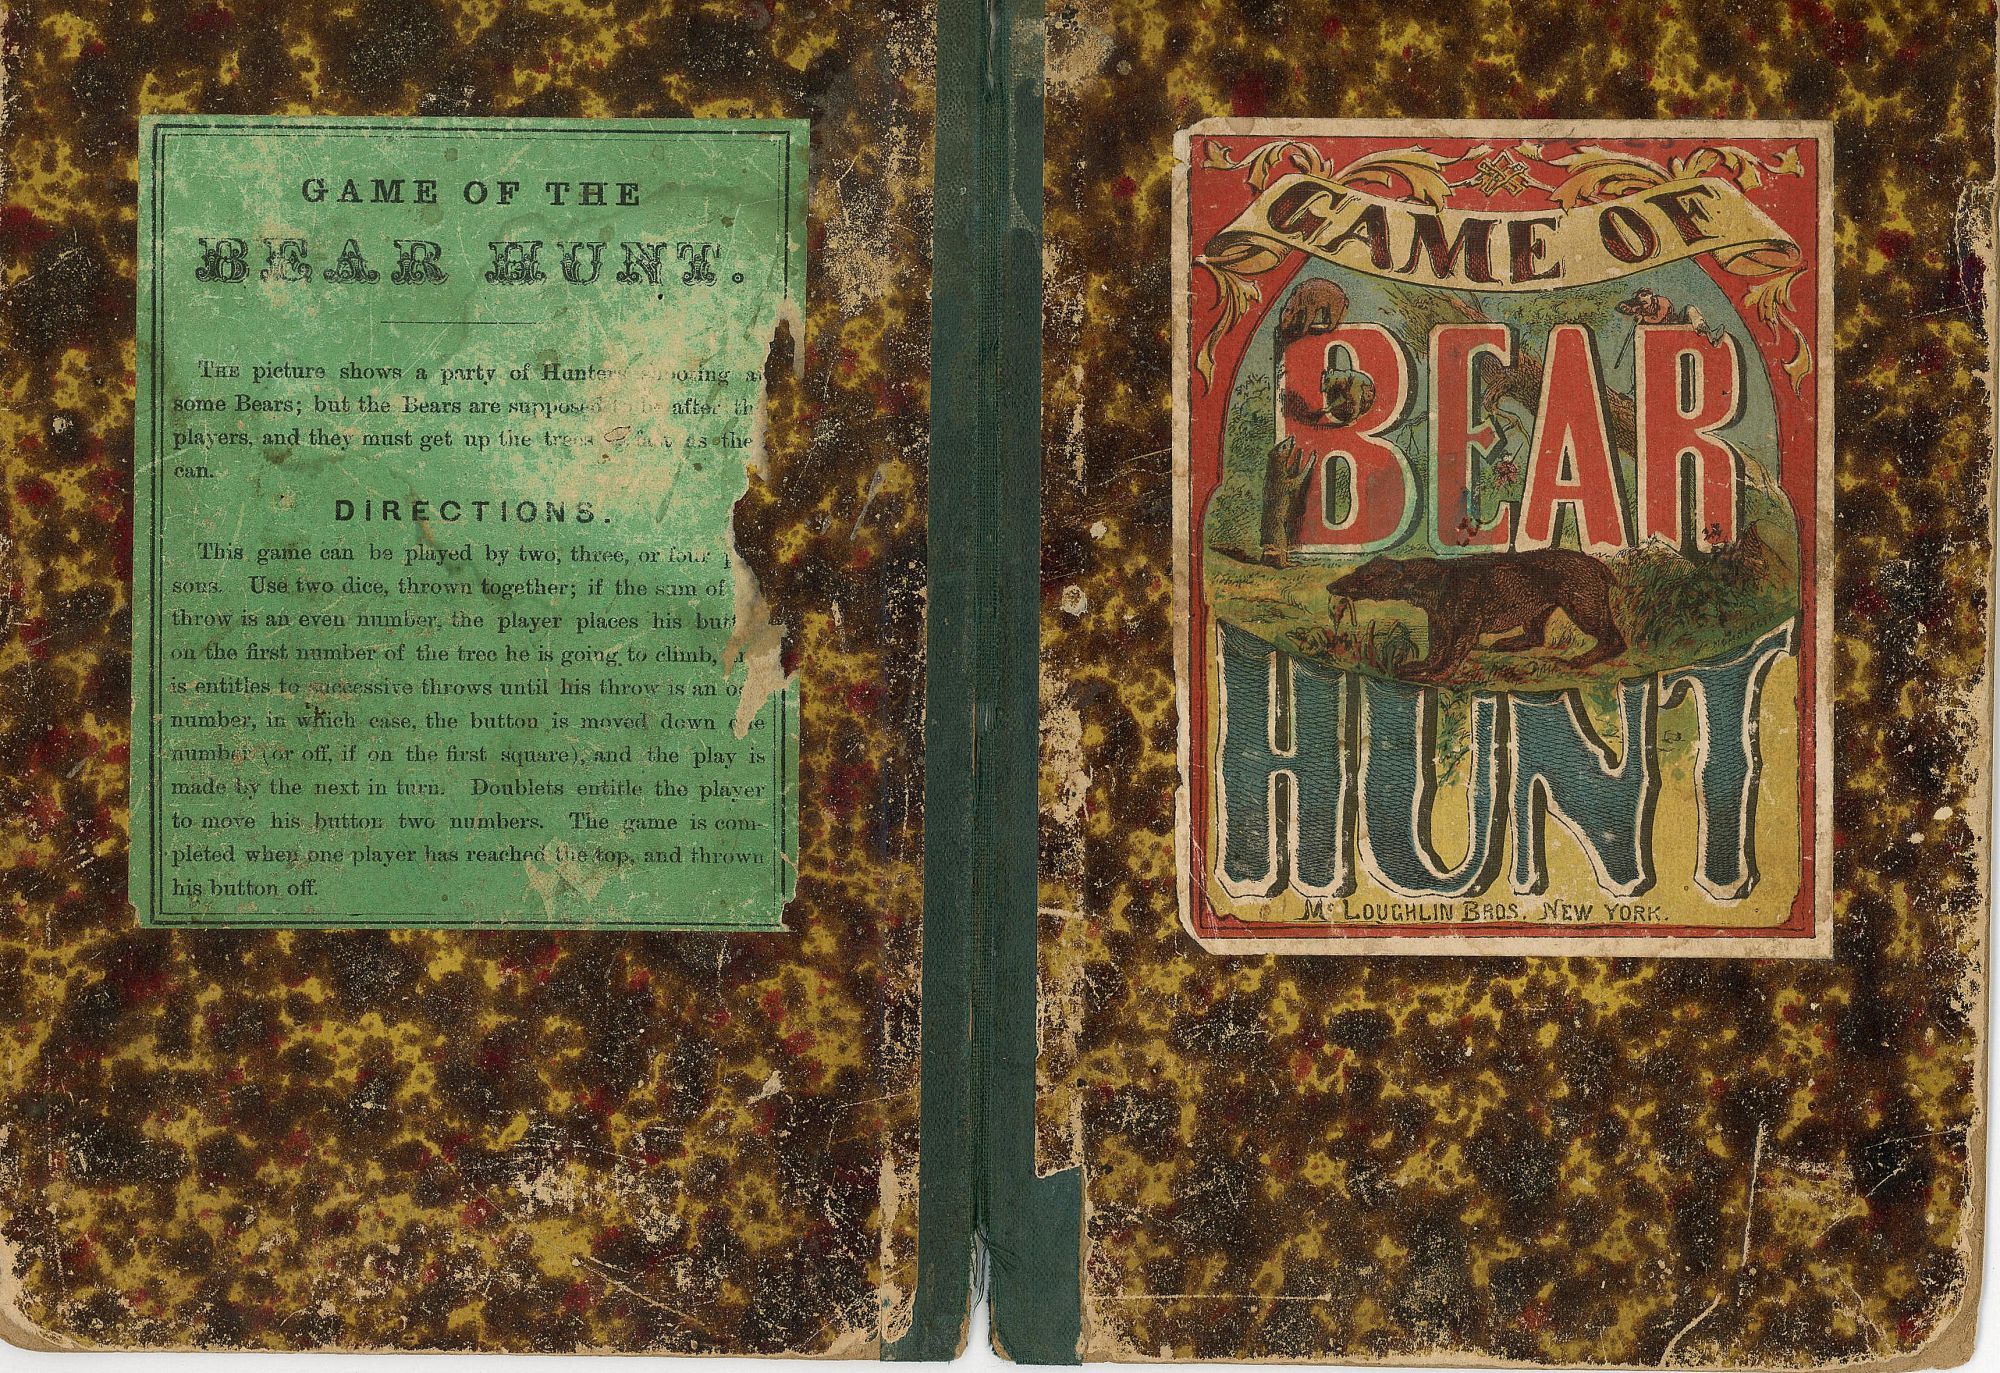 GAME OF THE
BEAR HUNT.
THE picture shows a party of Hunters
some Bears; but the Bears are supposed after
players, and they must get up the trees as
can.
DIRECTIONS.
This game can be played by two, three, or four
sons. Use two dice, thrown together; if the sum of
throw is an even number, the player places his
on the first number of the tree he is going to climb,
is entitles to successive throws until his throw is an
number, in which case, the button is moved down
number (or off, if on the first square), and the play is
made by the next in turn. Doublets entitle the player
to move his button two numbers. The game is com-
pleted when one player has reached the top, and thrown
his button off.
GAME OF
BEAR
HUNT
Mc LOUGHLIN BROS. NEW YORK.